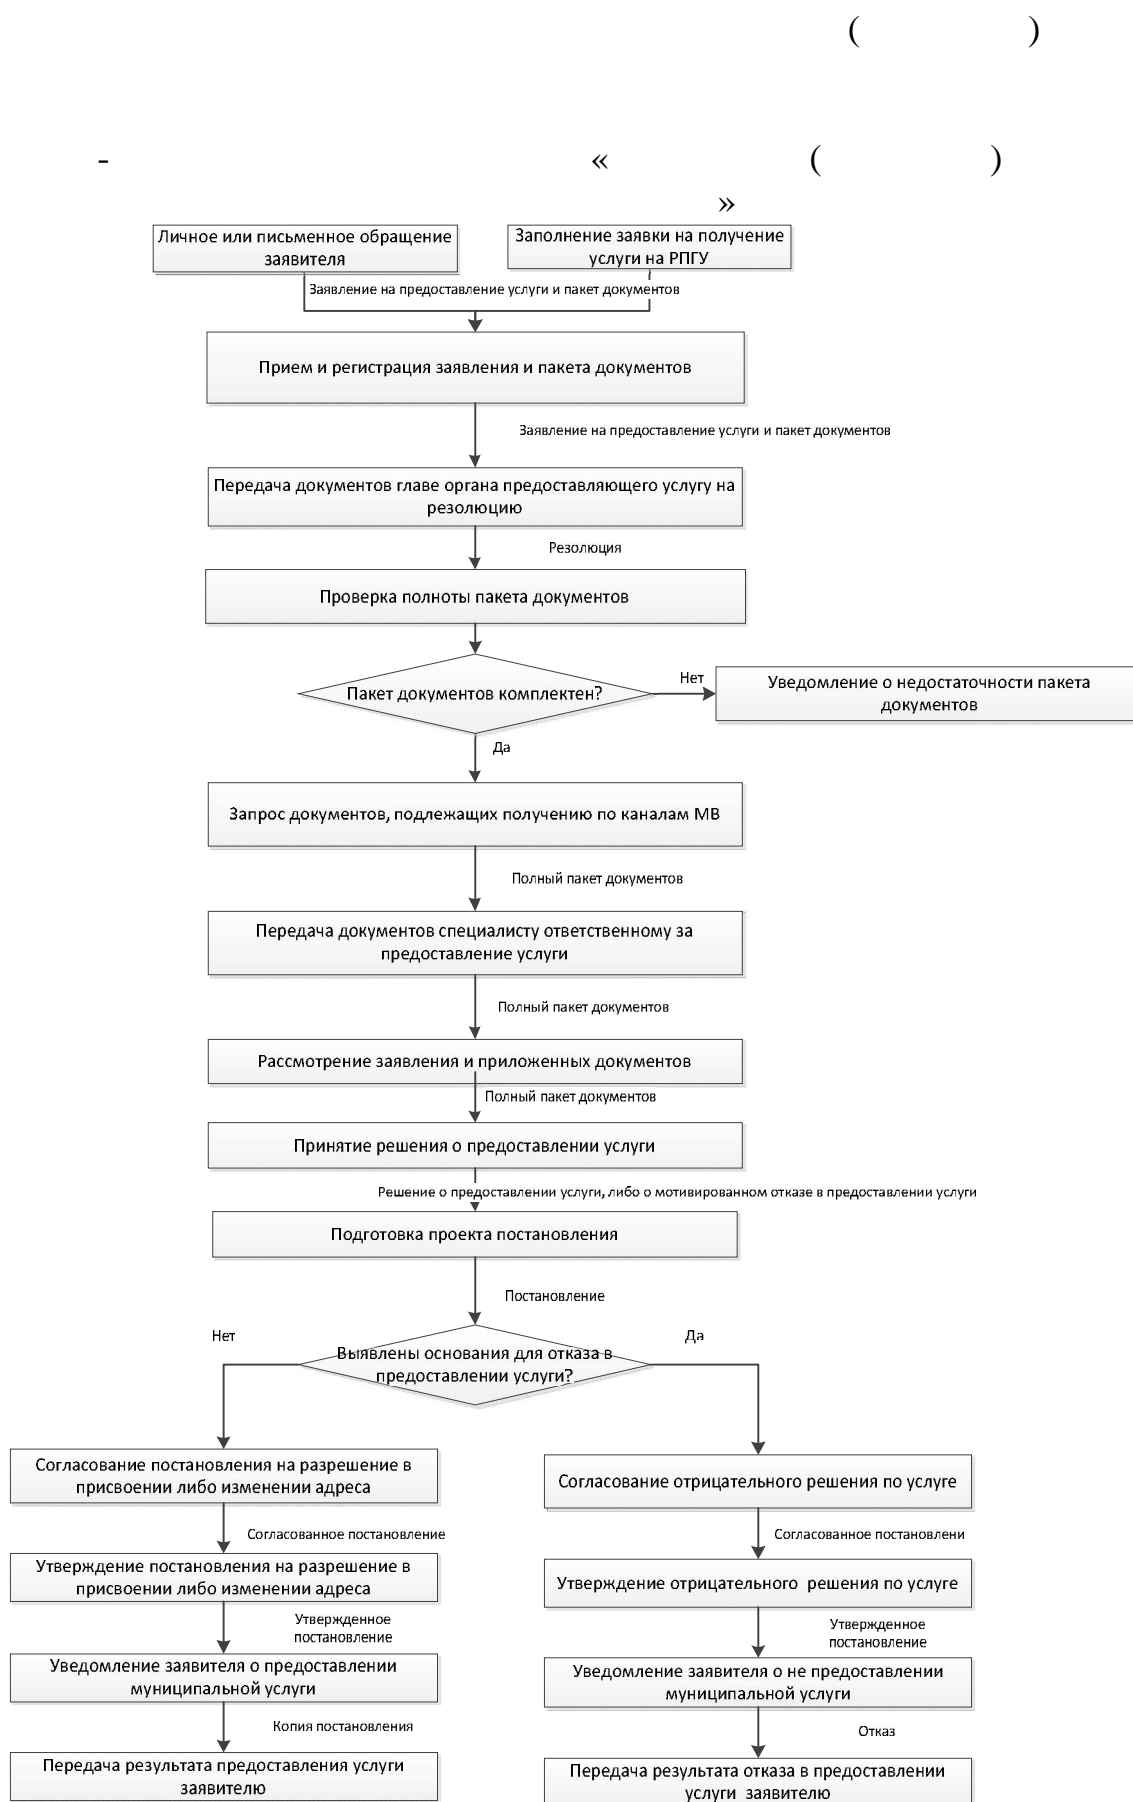 ( )
- « ( )
»
Личное или письменное обращение
заявителя
Заполнение заявки на получение
услуги на РПГУ
Заявление на предоставление услуги и пакет документов
Прием и регистрация заявления и пакета документов
Заявление на предоставление услуги и пакет документов
Передача документов главе органа предоставляющего услугу на
резолюцию
Резолюция
Проверка полноты пакета документов
Пакет документов комплектен?
Нет
Уведомление о недостаточности пакета
документов
Да
Запрос документов, подлежащих получению по каналам МВ
Полный пакет документов
Передача документов специалисту ответственному за
предоставление услуги
Полный пакет документов
Рассмотрение заявления и приложенных документов
Полный пакет документов
Принятие решения о предоставлении услуги
Решение о предоставлении услуги, либо о мотивированном отказе в предоставлении услуги
Подготовка проекта постановления
Постановление
Нет
Да
Выявлены основания для отказа в
предоставлении услуги?
Согласование постановления на разрешение в
присвоении либо изменении адреса
Согласованное постановление
Утверждение постановления на разрешение в
присвоении либо изменении адреса
Утвержденное
постановление
Уведомление заявителя о предоставлении
муниципальной услуги
Копия постановления
Передача результата предоставления услуги
заявителю
Согласование отрицательного решения по услуге
Согласованное постановлени
Утверждение отрицательного решения по услуге
Утвержденное
постановление
Уведомление заявителя о не предоставлении
муниципальной услуги
Отказ
Передача результата отказа в предоставлении
услуги заявителю